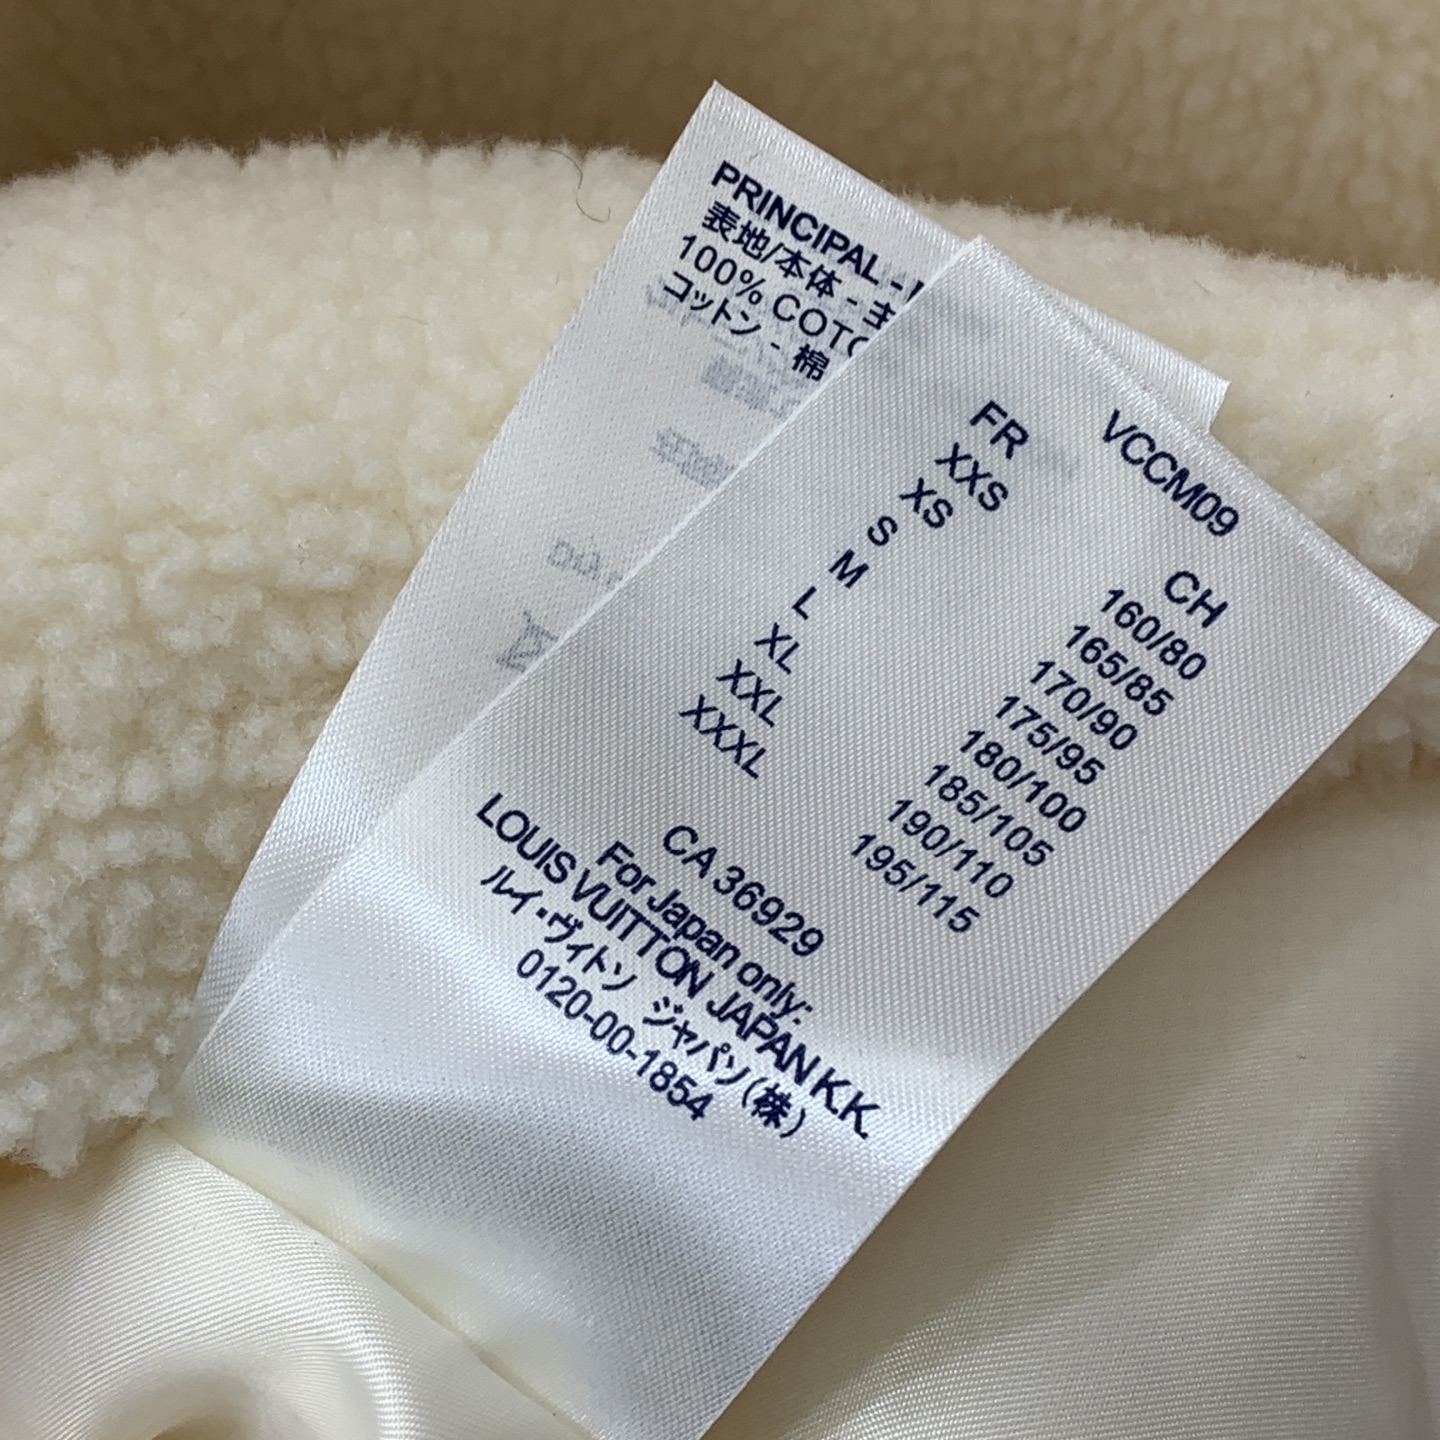 PRINCIPAL -
表地/本体 - 主
100% COTO
コットン - 棉
VCCM09
FR CH
XXS 160/80
XS 165/85
S 170/90
M 175/95
L 180/100
XL 185/105
XXL 190/110
XXXL 195/115
CA 36929
For Japan only:
LOUIS VUITTON JAPAN K.K.
ルイ・ヴィトン ジャパン(株)
0120-00-1854